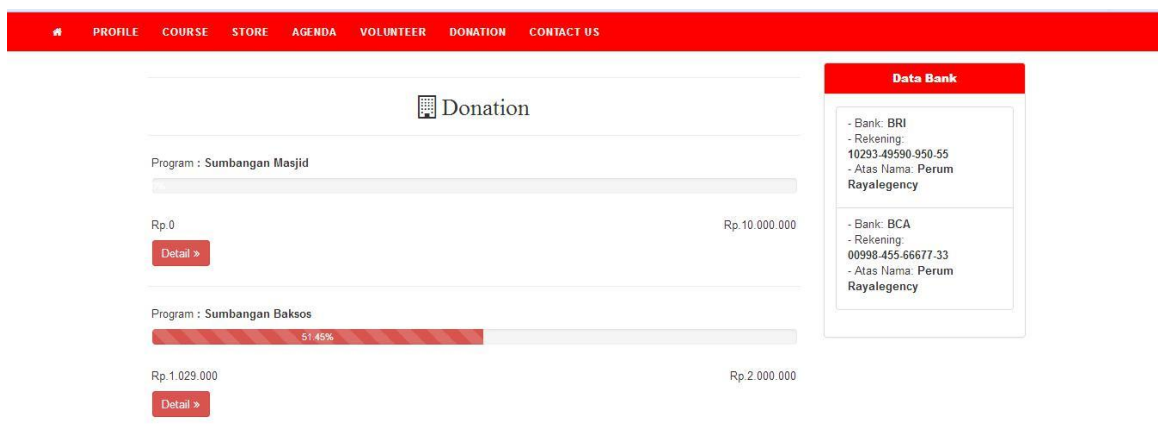 PROFILE COURSE STORE AGENDA VOLUNTEER DONATION CONTACT US
Donation
Program : Sumbangan Masjid
Rp.0 Rp.10.000.000
Detail »
Program : Sumbangan Baksos
51.45%
Rp.1.029.000 Rp.2.000.000
Detail »
Data Bank
- Bank: BRI
- Rekening:
10293-49590-950-55
- Atas Nama: Perum
Rayalegency
- Bank: BCA
- Rekening:
00998-455-66677-33
- Atas Nama: Perum
Rayalegency